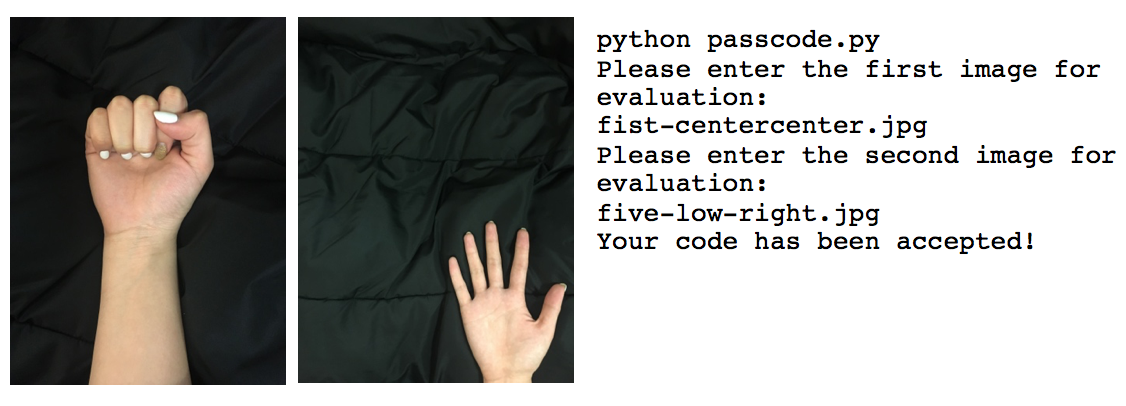 python passcode.py
Please enter the first image for
evaluation:
fist-centercenter.jpg
Please enter the second image for
evaluation:
five-low-right.jpg
Your code has been accepted!